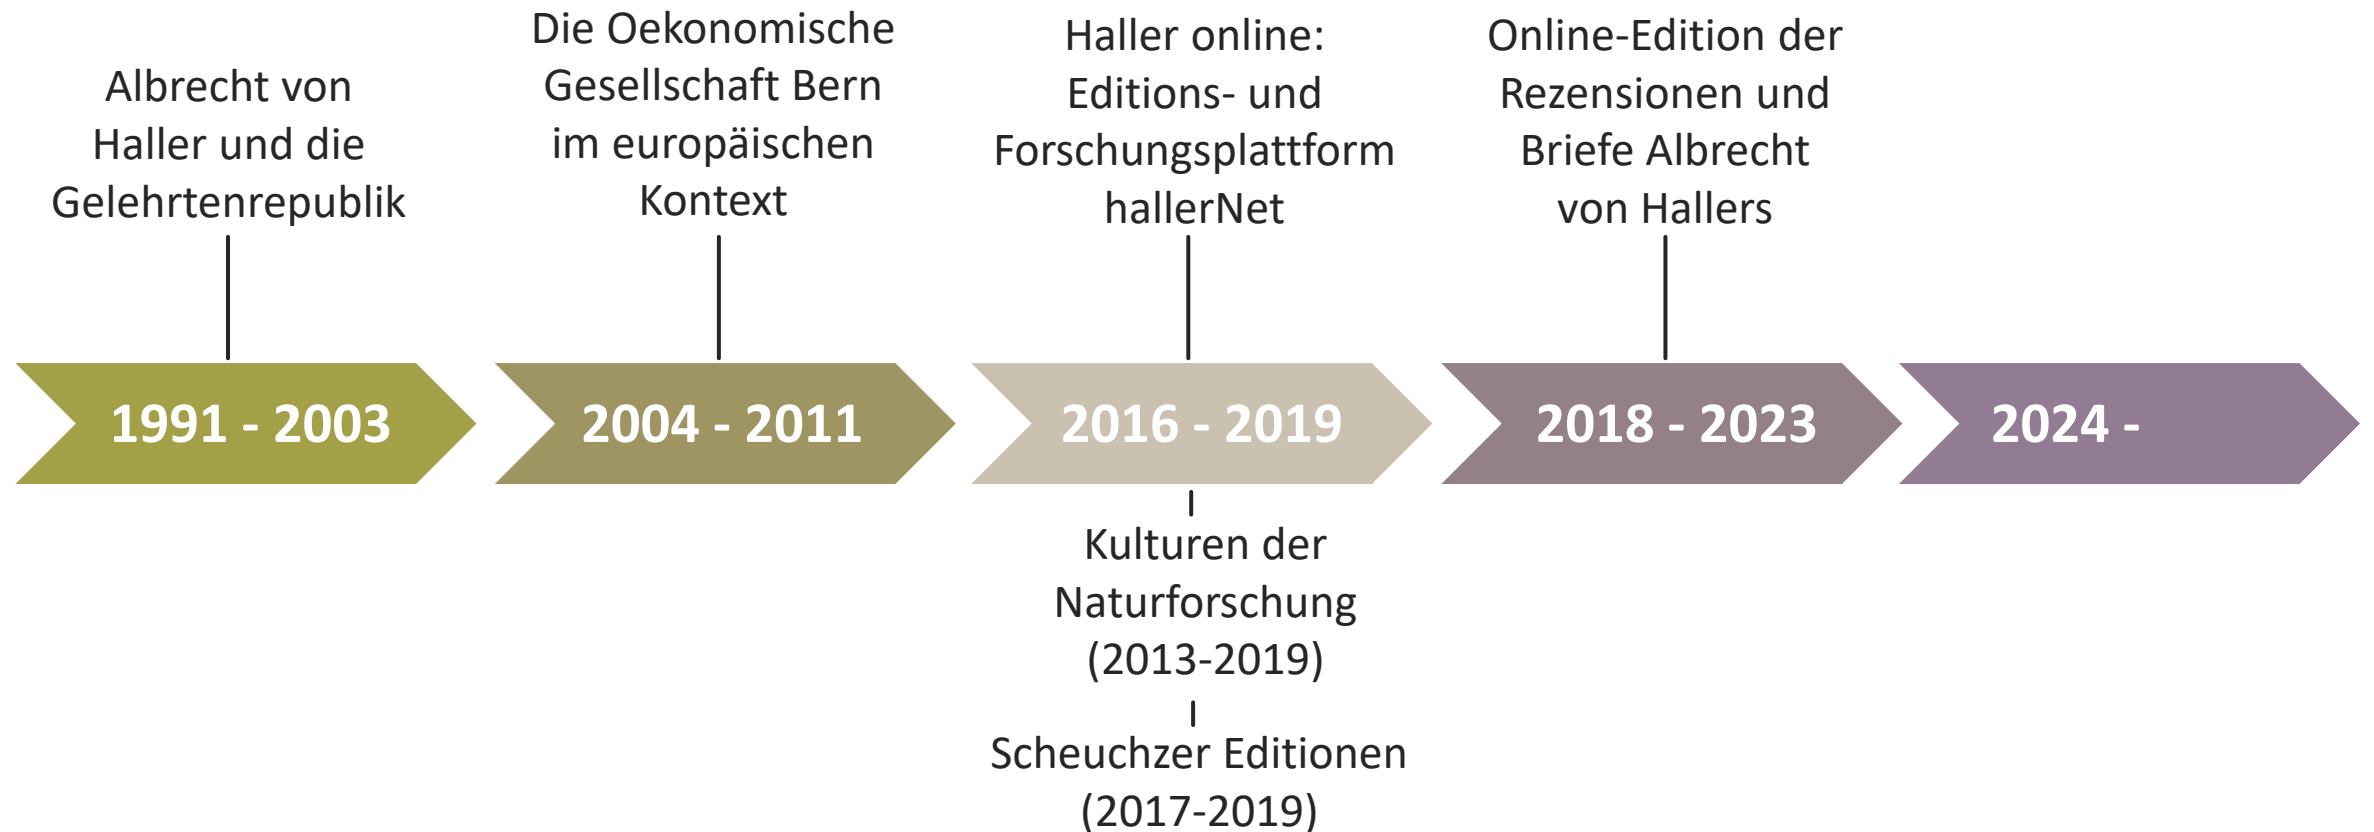 Albrecht von
Haller und die
Gelehrtenrepublik
Die Oekonomische
Gesellschaft Bern
im europäischen
Kontext
Haller online:
Editions- und
Forschungsplattform
hallerNet
Online-Edition der
Rezensionen und
Briefe Albrecht
von Hallers
1991 - 2003
2004 - 2011
2016 - 2019
2018 - 2023
2024 -
Kulturen der
Naturforschung
(2013-2019)
Scheuchzer Editionen
(2017-2019)